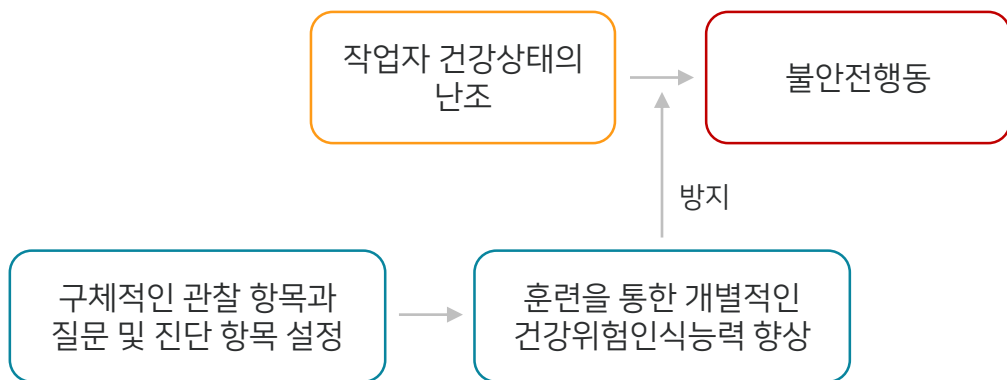 작업자 건강상태의
난조
불안전행동
방지
구체적인 관찰 항목과
질문 및 진단 항목 설정
훈련을 통한 개별적인
건강위험인식능력 향상